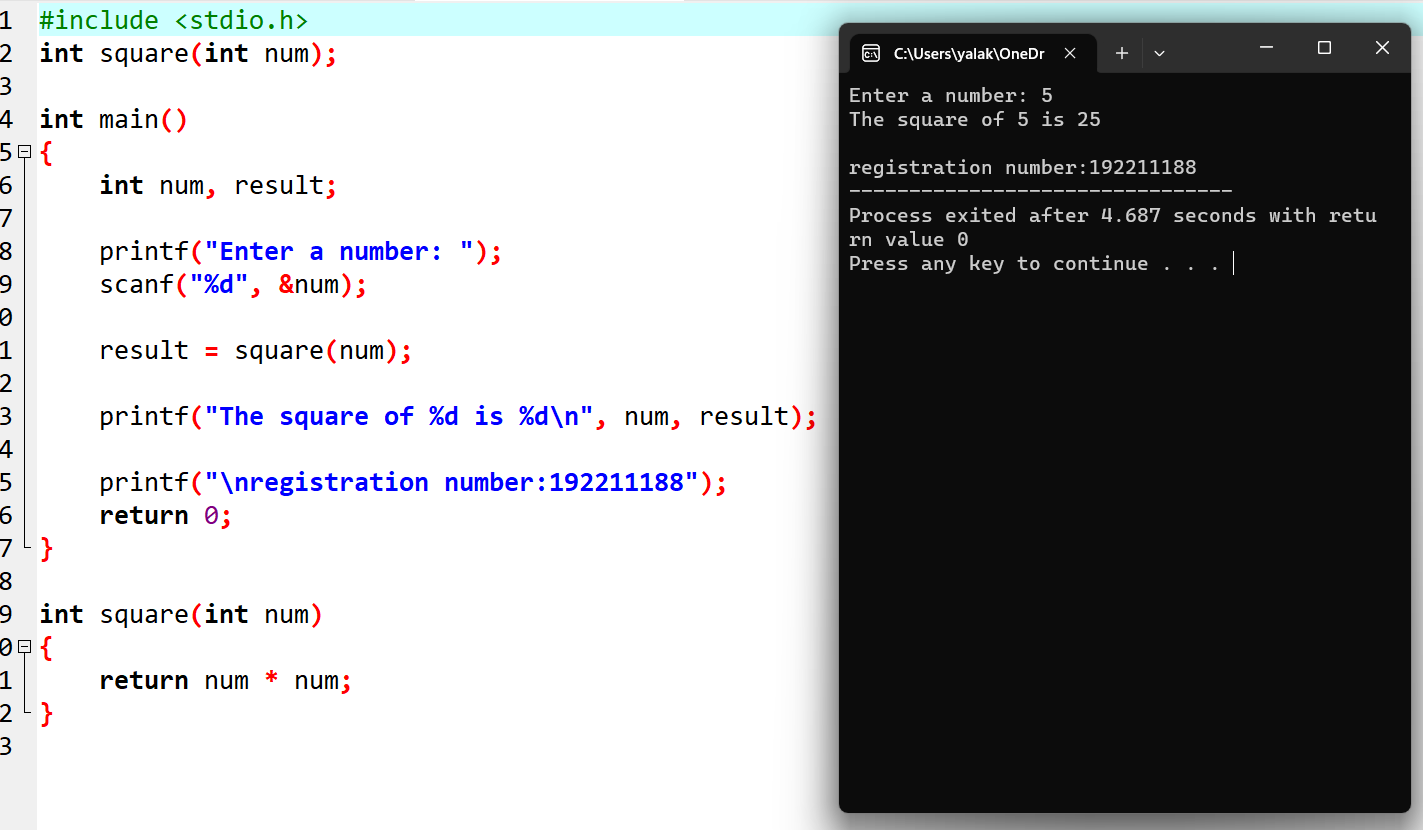 1 #include <stdio.h>
2 int square(int num);
3
4 int main()
5 {
6 int num, result;
7
8 printf("Enter a number: ");
9 scanf("%d", &num);
0
1 result = square(num);
2
3 printf("The square of %d is %d\n", num, result);
4
5 printf("\nregistration number:192211188");
6 return 0;
7 }
8
9 int square(int num)
0 {
1 return num * num;
2 }
3
C:\Users\yalak\OneDr
Enter a number: 5
The square of 5 is 25
registration number:192211188
--------------------------------
Process exited after 4.687 seconds with retu
rn value 0
Press any key to continue . . .